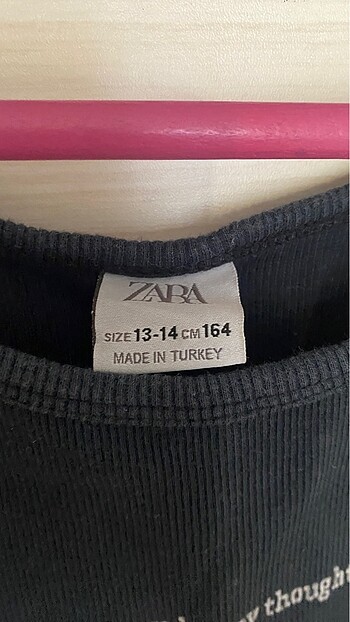 ZARA
SIZE 13-14 CM 164
MADE IN TURKEY
thought